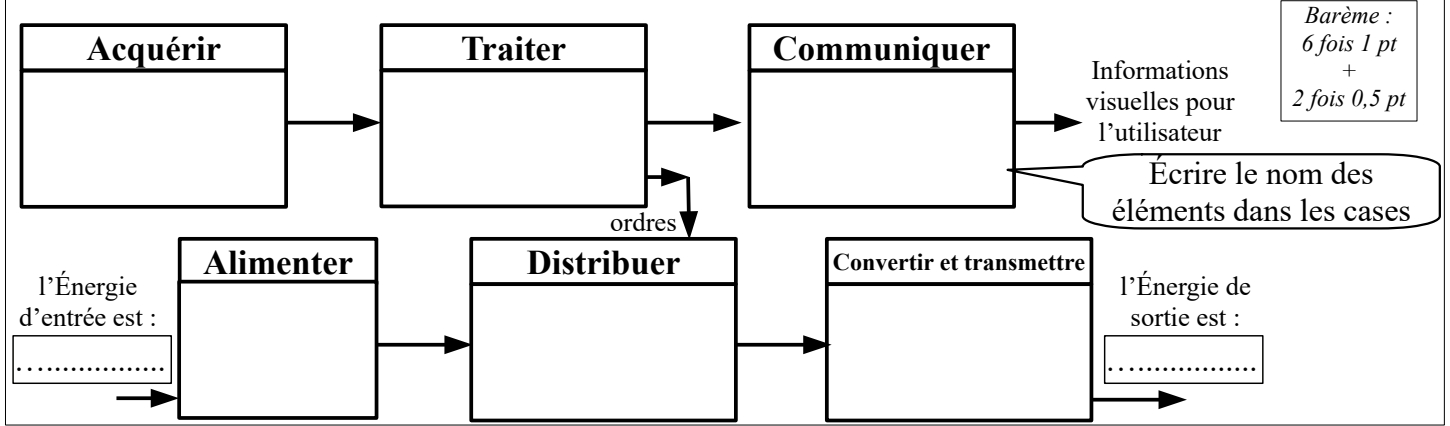 Acquérir
Traiter
Communiquer
Informations
visuelles pour
l'utilisateur
Barème :
6 fois 1 pt
+
2 fois 0,5 pt
Écrire le nom des
éléments dans les cases
ordres
l'Énergie
d'entrée est :
…................
Alimenter
Distribuer
Convertir et transmettre
l'Énergie de
sortie est :
…................